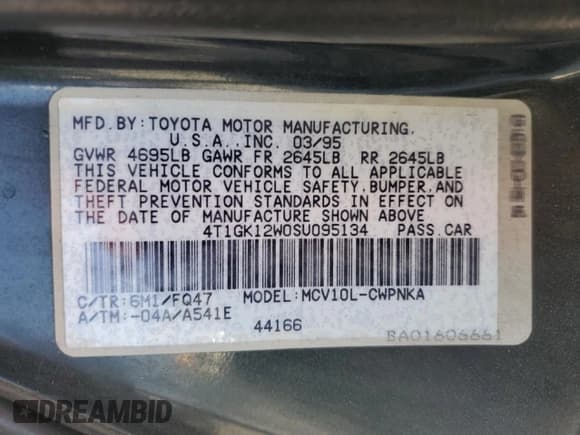 MFD.BY:TOYOTA MOTOR MANUFACTURING,
U.S.A.,INC. 03/95
GVWR 4695LB GAWR FR 2645LB RR 2645LB
THIS VEHICLE CONFORMS TO ALL APPLICABLE
FEDERAL MOTOR VEHICLE SAFETY,BUMPER,AND
THEFT PREVENTION STANDARDS IN EFFECT ON
THE DATE OF MANUFACTURE SHOWN ABOVE
4T1GK12W0SU095134 PASS.CAR
C/TR:6M1/FQ47 MODEL:MCV10L-CWPNKA
A/TM:-04A/A541E
44166
BA01606661
DREAMBID